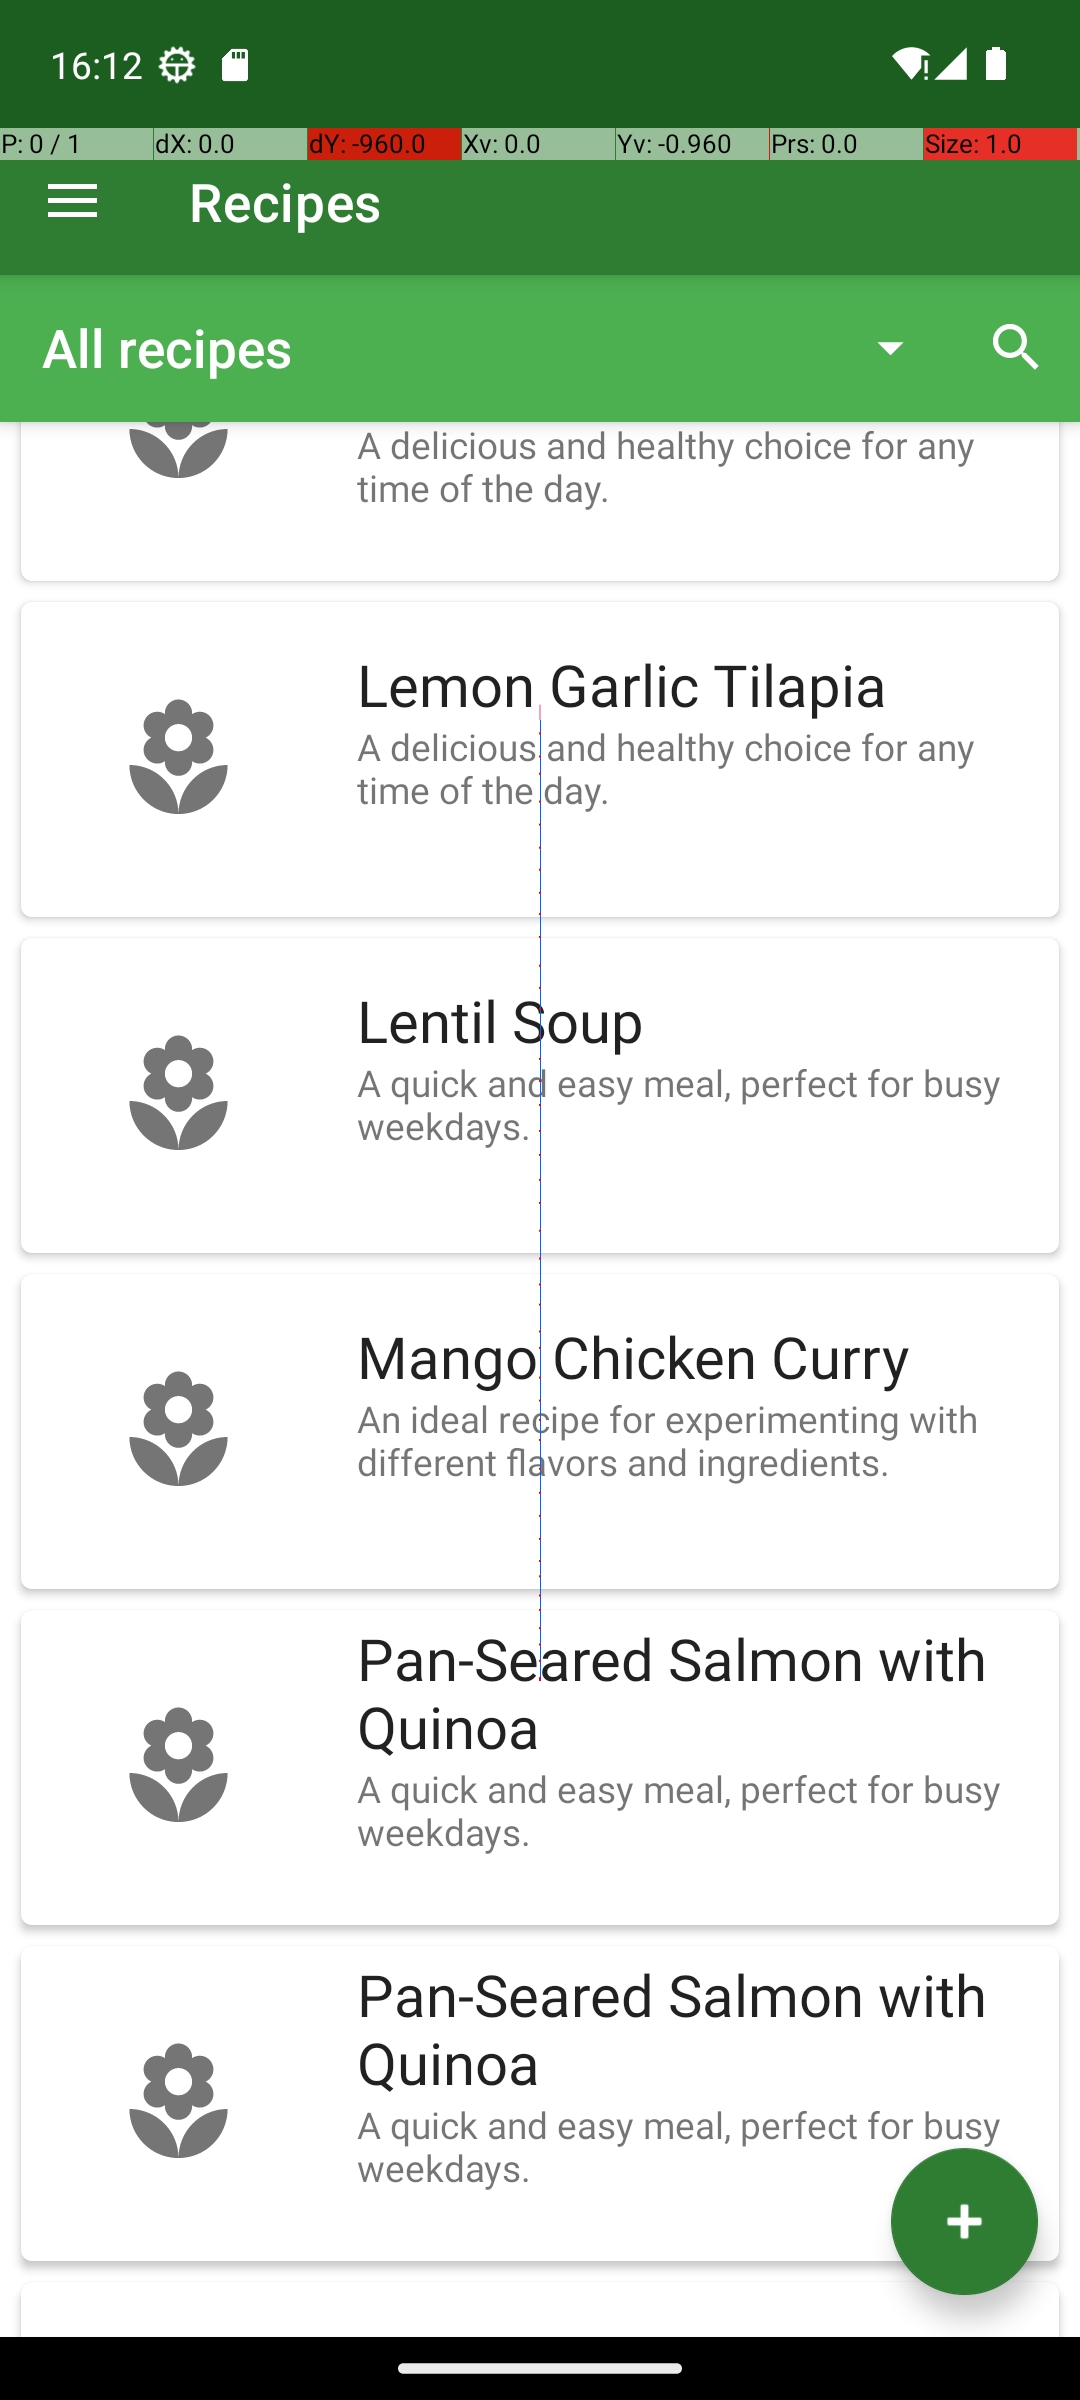 16:12
P: 0 / 1 dX: 0.0 dY: -960.0 Xv: 0.0 Yv: -0.960 Prs: 0.0 Size: 1.0
Recipes
All recipes
A delicious and healthy choice for any
time of the day.
Lemon Garlic Tilapia
A delicious and healthy choice for any
time of the day.
Lentil Soup
A quick and easy meal, perfect for busy
weekdays.
Mango Chicken Curry
An ideal recipe for experimenting with
different flavors and ingredients.
Pan-Seared Salmon with
Quinoa
A quick and easy meal, perfect for busy
weekdays.
Pan-Seared Salmon with
Quinoa
A quick and easy meal, perfect for busy
weekdays.